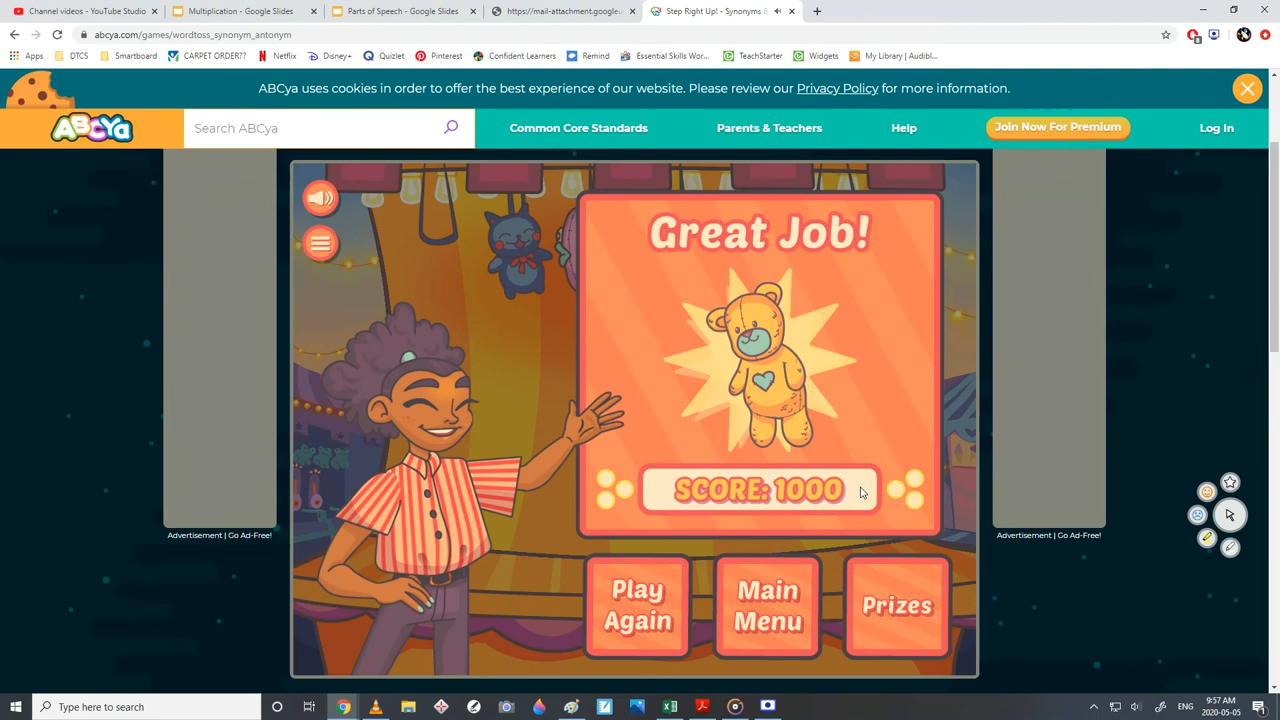 Channel videos - YouTube Studio
Multiplication - Google Slides
Parts of Speech - Google Slides
https://mail-attachment.googleu
Step Right Up! - Synonyms &
abcya.com/games/wordtoss_synonym_antonym
Apps
DTCS
Smartboard
CARPET ORDER??
Netflix
Disney+
Quizlet
Pinterest
Confident Learners
Remind
Essential Skills Wor...
TeachStarter
Widgets
My Library | Audibl...
ABCya uses cookies in order to offer the best experience of our website. Please review our Privacy Policy for more information.
ABCya
Search ABCya
Common Core Standards
Parents & Teachers
Help
Join Now For Premium
Log In
Great Job!
SCORE: 1000
Play
Again
Main
Menu
Prizes
Advertisement | Go Ad-Free!
Advertisement | Go Ad-Free!
Type here to search
ENG
9:57 AM
2020-05-05